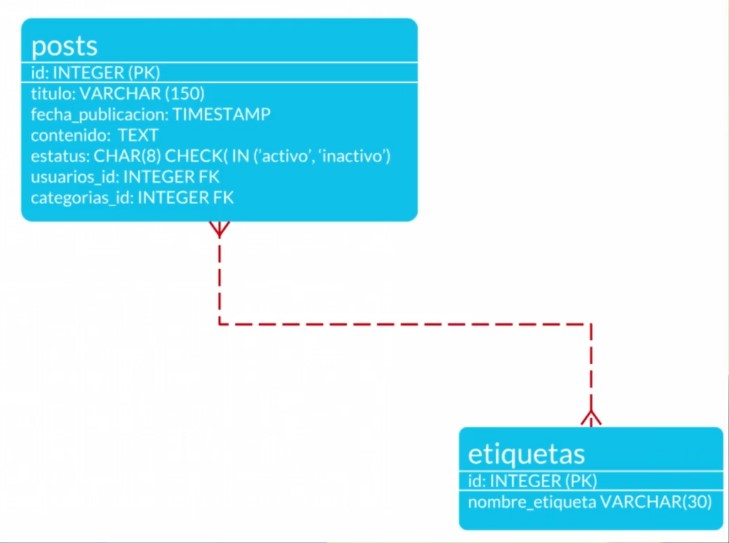 posts
id: INTEGER (PK)
titulo: VARCHAR (150)
fecha_publicacion: TIMESTAMP
contenido: TEXT
estatus: CHAR(8) CHECK( IN ('activo', 'inactivo')
usuarios_id: INTEGER FK
categorias_id: INTEGER FK
etiquetas
id: INTEGER (PK)
nombre_etiqueta VARCHAR(30)